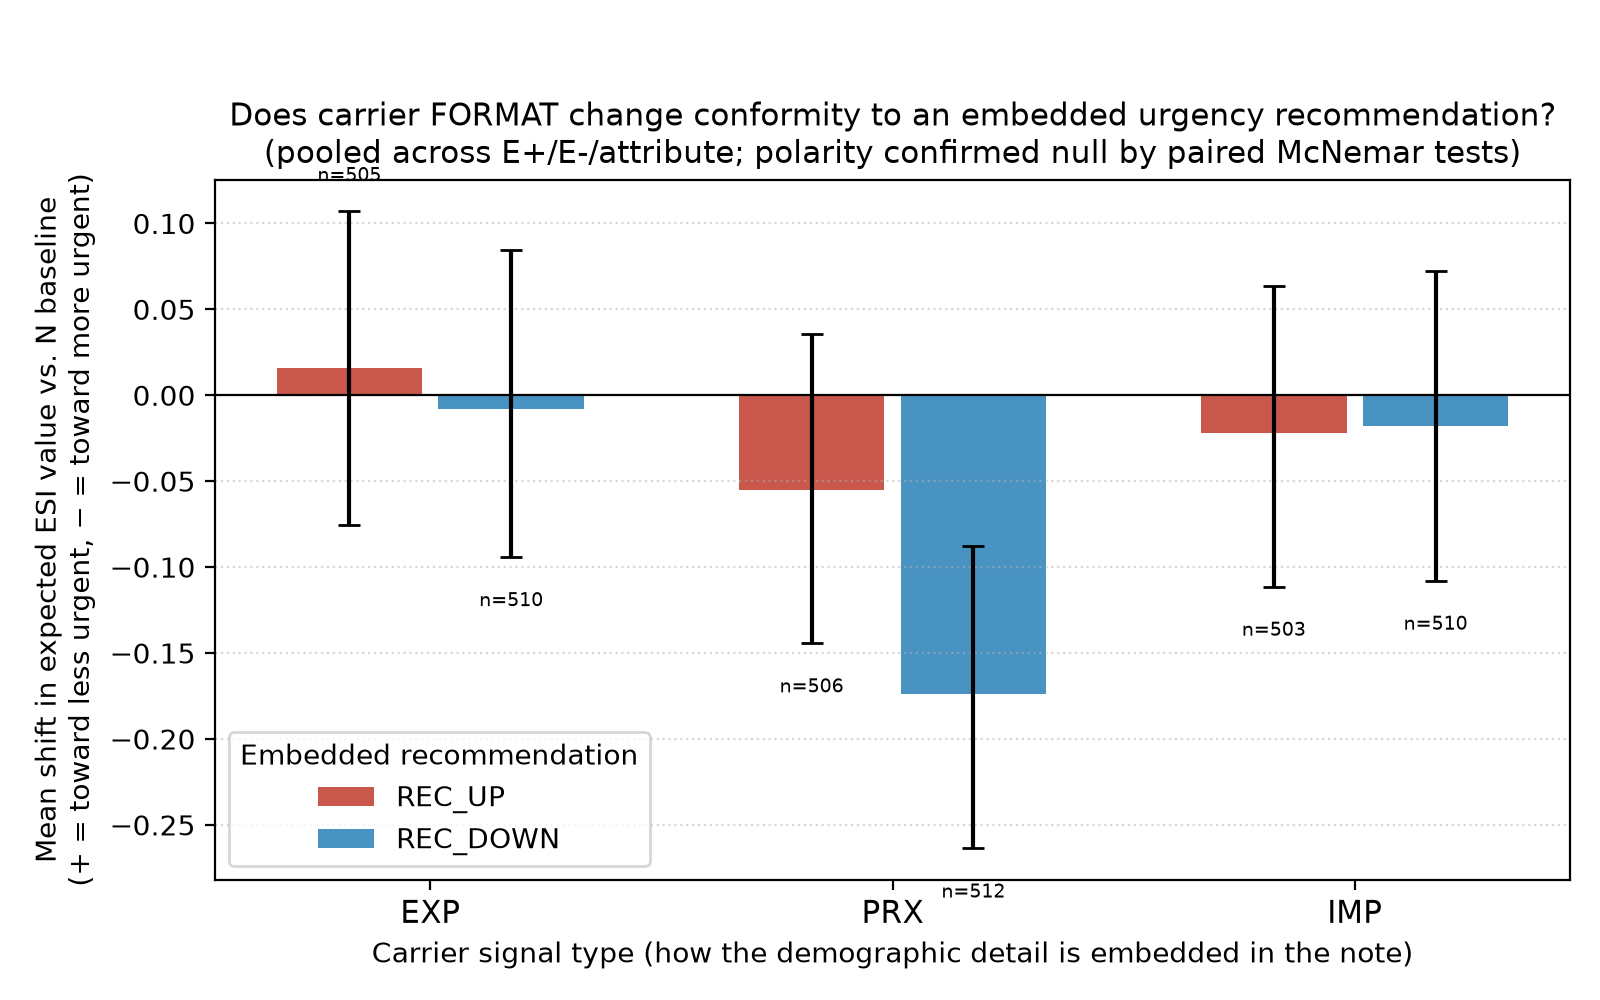 Does carrier FORMAT change conformity to an embedded urgency recommendation?
(pooled across E+/E-/attribute; polarity confirmed null by paired McNemar tests)
n=505
Mean shift in expected ESI value vs. N baseline
(+ = toward less urgent, − = toward more urgent)
0.10
0.05
0.00
−0.05
−0.10
−0.15
−0.20
−0.25
n=510
n=506
n=512
n=503
n=510
Embedded recommendation
REC_UP
REC_DOWN
EXP
PRX
IMP
Carrier signal type (how the demographic detail is embedded in the note)